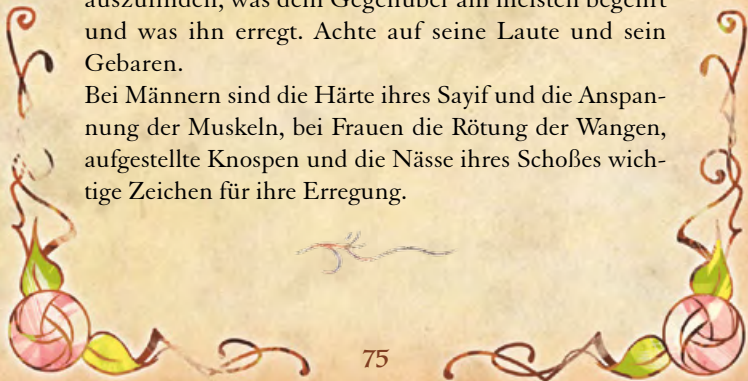 auszufinden, was dem Gegenüber am meisten begehrt
und was ihn erregt. Achte auf seine Laute und sein
Gebaren.
Bei Männern sind die Härte ihres Sayif und die Anspan-
nung der Muskeln, bei Frauen die Rötung der Wangen,
aufgestellte Knospen und die Nässe ihres Schoßes wich-
tige Zeichen für ihre Erregung.
75